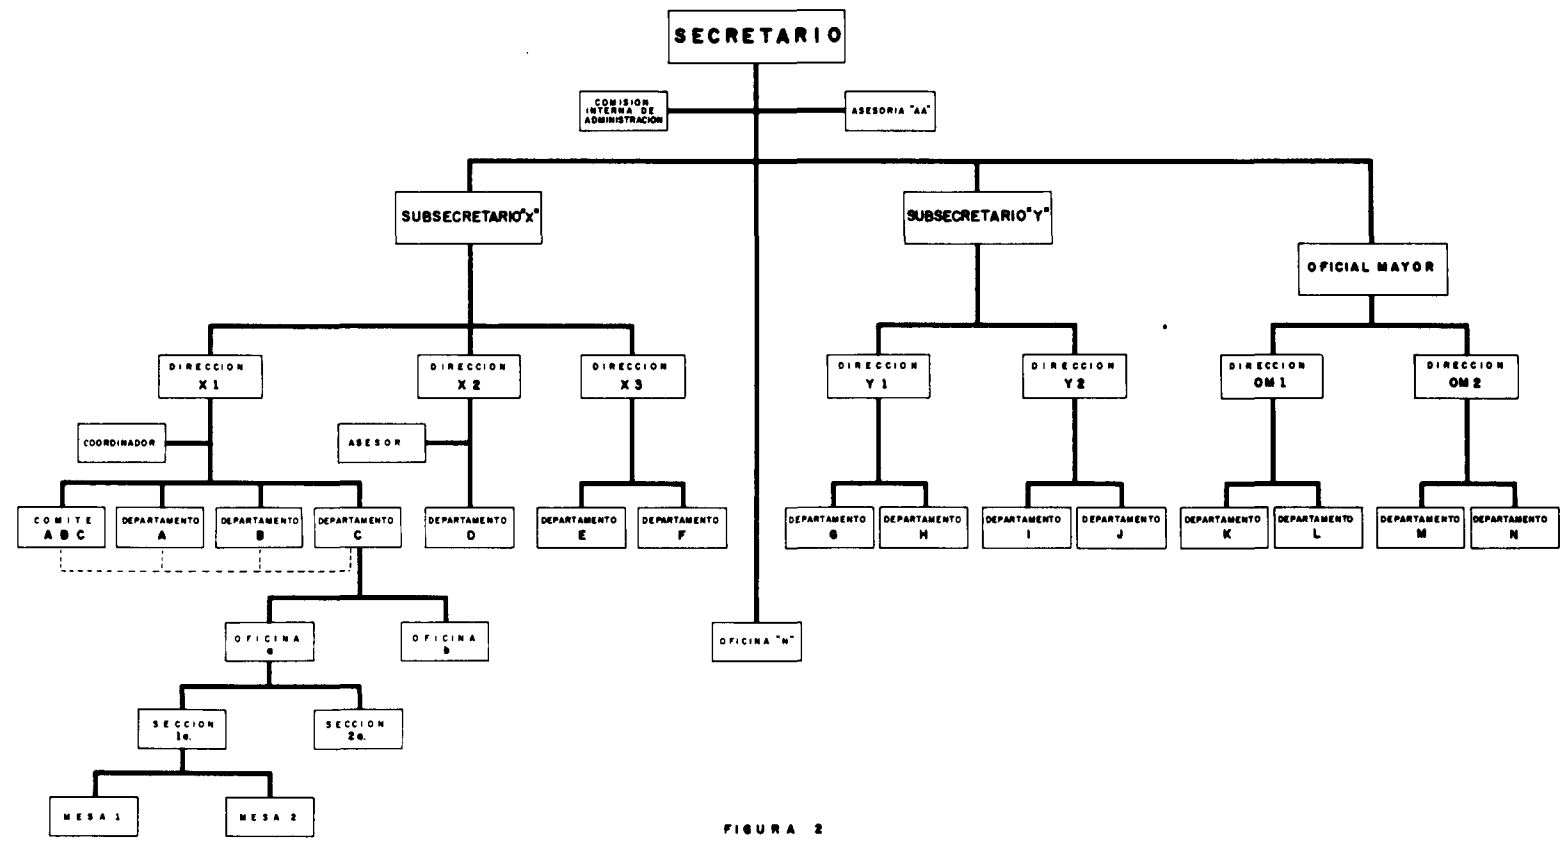 SECRETARIO
COMISION
INTERNA DE
ADMINISTRACION
ASESORIA "AA"
SUBSECRETARIO"X"
SUBSECRETARIO"Y"
OFICIAL MAYOR
DIRECCION
X 1
DIRECCION
X 2
DIRECCION
X 3
DIRECCION
Y 1
DIRECCION
Y 2
DIRECCION
OM 1
DIRECCION
OM 2
COORDINADOR
ASESOR
COMITE
A B C
DEPARTAMENTO
A
DEPARTAMENTO
B
DEPARTAMENTO
C
DEPARTAMENTO
D
DEPARTAMENTO
E
DEPARTAMENTO
F
DEPARTAMENTO
G
DEPARTAMENTO
H
DEPARTAMENTO
I
DEPARTAMENTO
J
DEPARTAMENTO
K
DEPARTAMENTO
L
DEPARTAMENTO
M
DEPARTAMENTO
N
OFICINA
a
OFICINA
b
OFICINA "N"
SECCION
1a.
SECCION
2a.
MESA 1
MESA 2
FIGURA 2